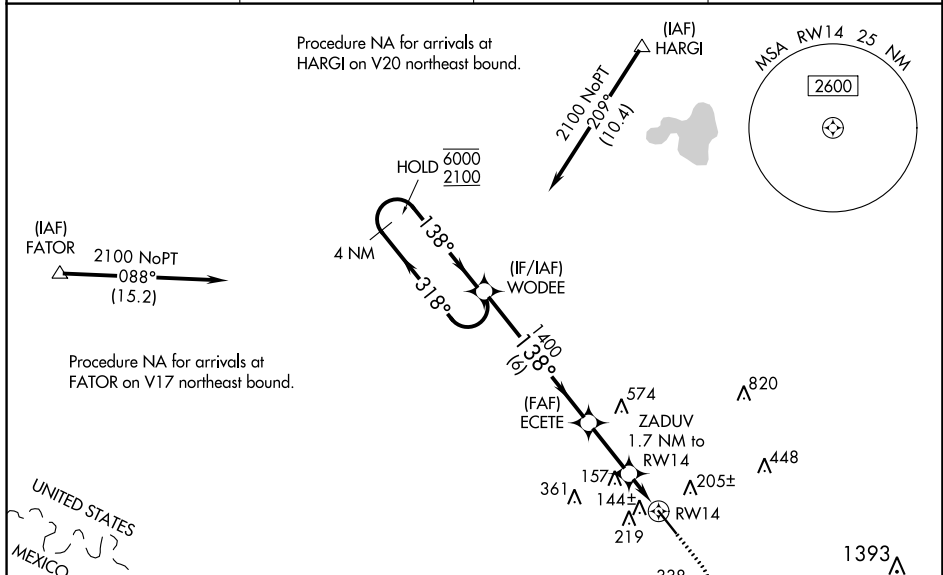 Procedure NA for arrivals at
HARGI on V20 northeast bound.
(IAF)
HARGI
2100 NoPT
209°
(10.4)
MSA RW14 25 NM
2600
HOLD 6000
2100
4 NM
138°
318°
(IAF)
FATOR
2100 NoPT
088°
(15.2)
(IF/IAF)
WODEE
Procedure NA for arrivals at
FATOR on V17 northeast bound.
1400
138°
(6)
(FAF)
ECETE
574
820
ZADUV
1.7 NM to
RW14
448
157
361
144±
205±
RW14
219
UNITED STATES
MEXICO
1393